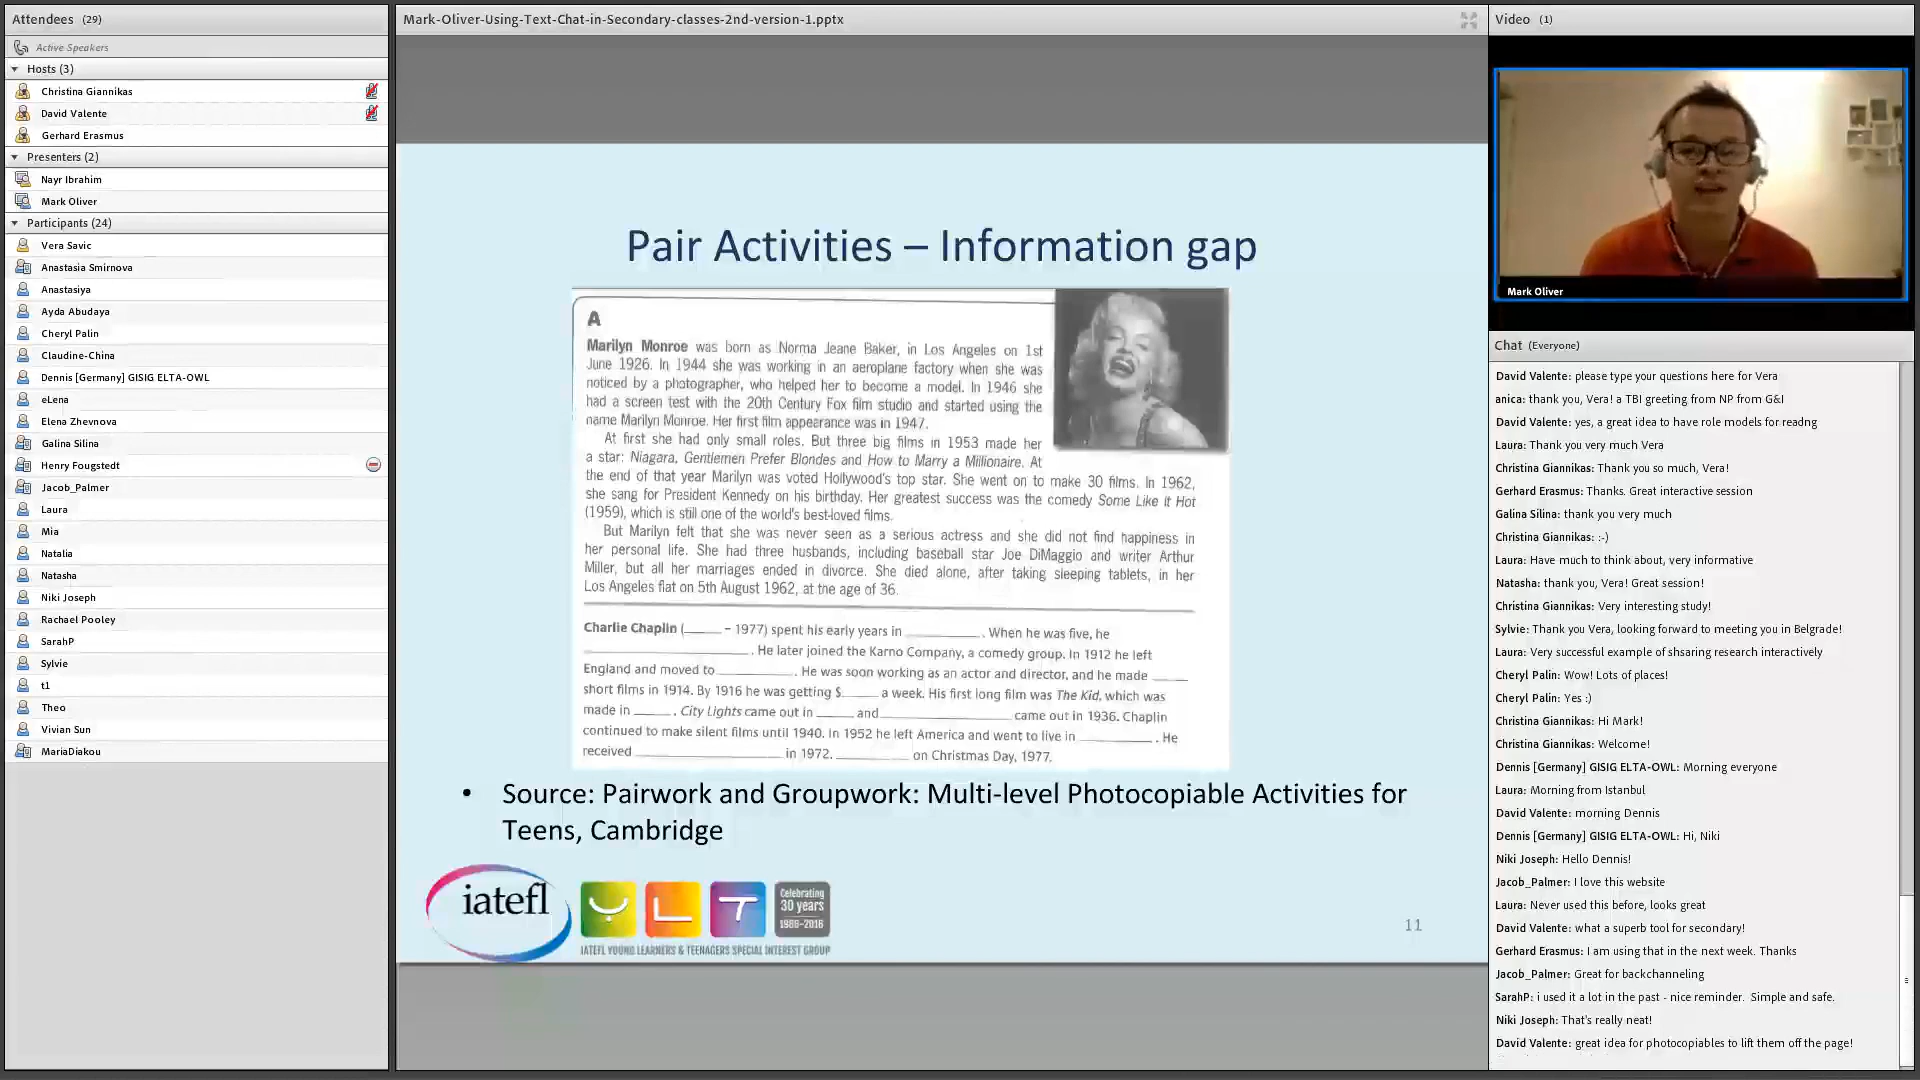 Attendees (29)
Active Speakers
Hosts (3)
Christina Giannikas
David Valente
Gerhard Erasmus
Presenters (2)
Nayr Ibrahim
Mark Oliver
Participants (24)
Vera Savic
Anastasia Smirnova
Anastasiya
Ayda Abudaya
Cheryl Palin
Claudine-China
Dennis [Germany] GISIG ELTA-OWL
eLena
Elena Zhevnova
Galina Silina
Henry Fougstedt
Jacob_Palmer
Laura
Mia
Natalia
Natasha
Niki Joseph
Rachael Pooley
SarahP
Sylvie
t1
Theo
Vivian Sun
MariaDiakou
Mark-Oliver-Using-Text-Chat-in-Secondary-classes-2nd-version-1.pptx
Pair Activities – Information gap
A
Marilyn Monroe was born as Norma Jeane Baker, in Los Angeles on 1st
June 1926. In 1944 she was working in an aeroplane factory when she was
noticed by a photographer, who helped her to become a model. In 1946 she
had a screen test with the 20th Century Fox film studio and started using the
name Marilyn Monroe. Her first film appearance was in 1947.
At first she had only small roles. But three big films in 1953 made her
a star: Niagara, Gentlemen Prefer Blondes and How to Marry a Millionaire. At
the end of that year Marilyn was voted Hollywood's top star. She went on to make 30 films. In 1962,
she sang for President Kennedy on his birthday. Her greatest success was the comedy Some Like It Hot
(1959), which is still one of the world's best-loved films.
But Marilyn felt that she was never seen as a serious actress and she did not find happiness in
her personal life. She had three husbands, including baseball star Joe DiMaggio and writer Arthur
Miller, but all her marriages ended in divorce. She died alone, after taking sleeping tablets, in her
Los Angeles flat on 5th August 1962, at the age of 36.
Charlie Chaplin (_____ – 1977) spent his early years in __________. When he was five, he
______________________. He later joined the Karno Company, a comedy group. In 1912 he left
England and moved to __________. He was soon working as an actor and director, and he made _____
short films in 1914. By 1916 he was getting $_____ a week. His first long film was The Kid, which was
made in _____. City Lights came out in _____ and _________________ came out in 1936. Chaplin
continued to make silent films until 1940. In 1952 he left America and went to live in __________. He
received ____________________ in 1972. __________ on Christmas Day, 1977.
• Source: Pairwork and Groupwork: Multi-level Photocopiable Activities for
Teens, Cambridge
iatefl
Y L T
Celebrating
30 years
1986-2016
IATEFL YOUNG LEARNERS & TEENAGERS SPECIAL INTEREST GROUP
11
Video (1)
Mark Oliver
Chat (Everyone)
David Valente: please type your questions here for Vera
anica: thank you, Vera! a TBI greeting from NP from G&I
David Valente: yes, a great idea to have role models for readng
Laura: Thank you very much Vera
Christina Giannikas: Thank you so much, Vera!
Gerhard Erasmus: Thanks. Great interactive session
Galina Silina: thank you very much
Christina Giannikas: :-)
Laura: Have much to think about, very informative
Natasha: thank you, Vera! Great session!
Christina Giannikas: Very interesting study!
Sylvie: Thank you Vera, looking forward to meeting you in Belgrade!
Laura: Very successful example of shsaring research interactively
Cheryl Palin: Wow! Lots of places!
Cheryl Palin: Yes :)
Christina Giannikas: Hi Mark!
Christina Giannikas: Welcome!
Dennis [Germany] GISIG ELTA-OWL: Morning everyone
Laura: Morning from Istanbul
David Valente: morning Dennis
Dennis [Germany] GISIG ELTA-OWL: Hi, Niki
Niki Joseph: Hello Dennis!
Jacob_Palmer: I love this website
Laura: Never used this before, looks great
David Valente: what a superb tool for secondary!
Gerhard Erasmus: I am using that in the next week. Thanks
Jacob_Palmer: Great for backchanneling
SarahP: i used it a lot in the past - nice reminder. Simple and safe.
Niki Joseph: That's really neat!
David Valente: great idea for photocopiables to lift them off the page!